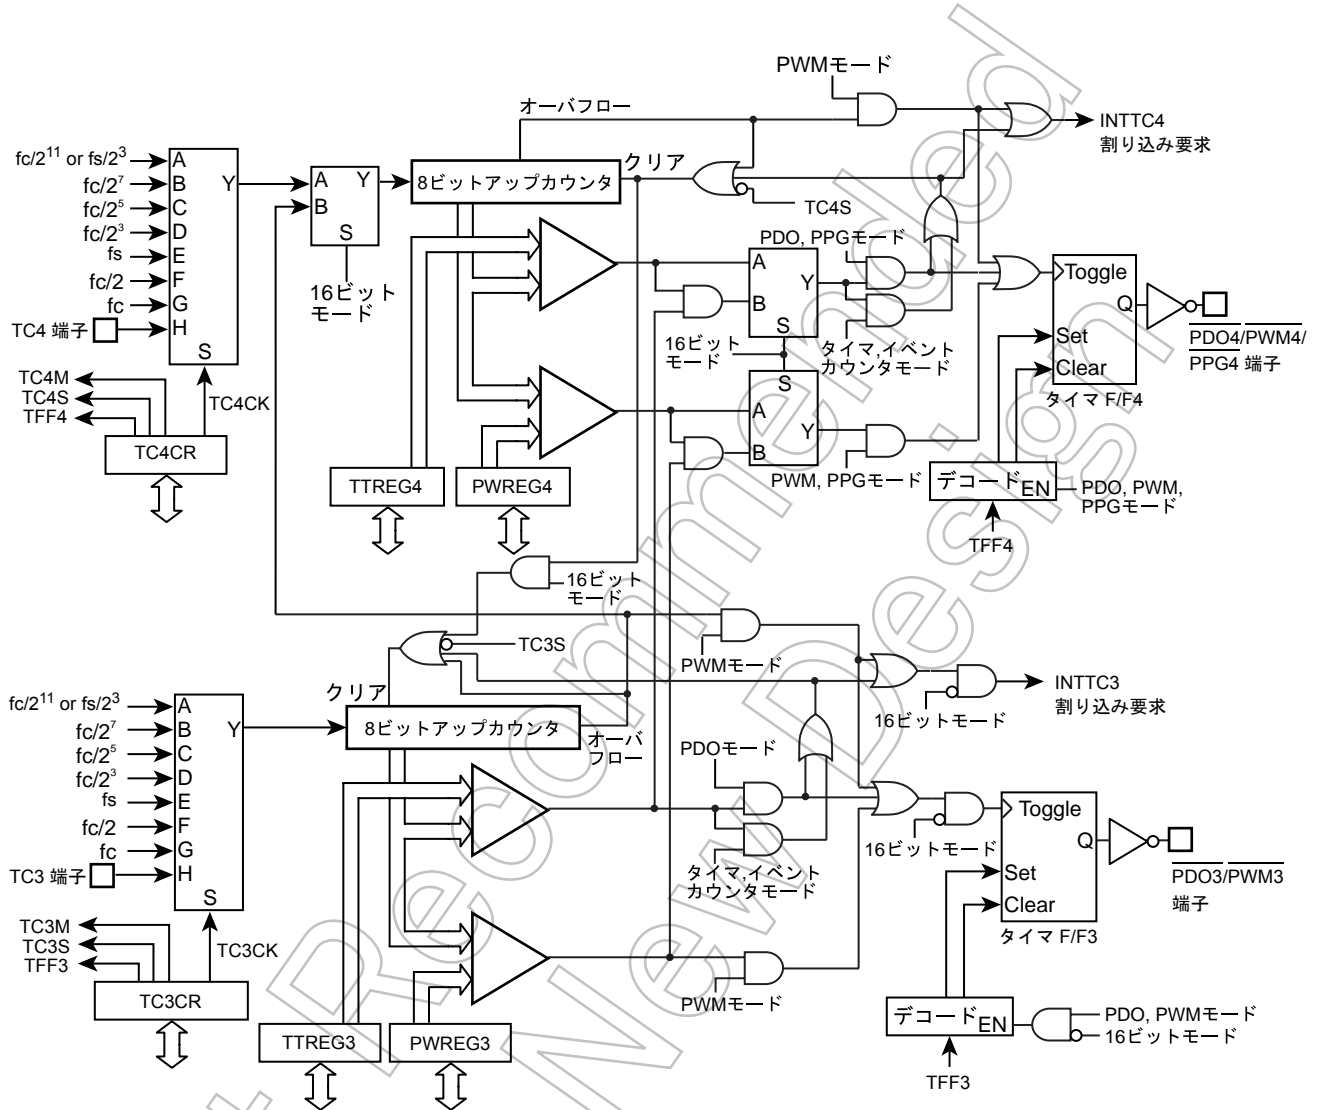 PWMモード
オーバフロー
INTTC4
割り込み要求
クリア
fc/2¹¹ or fs/2³
fc/2⁷
fc/2⁵
fc/2³
fs
fc/2
fc
TC4 端子
A
B
C
D
E
F
G
H
Y
S
A
B
Y
S
16ビット
モード
8ビットアップカウンタ
TC4S
PDO, PPGモード
A
B
Y
S
16ビット
モード
タイマ,イベント
カウンタモード
S
A
B
Y
PWM, PPGモード
Toggle
Q
Set
Clear
タイマ F/F4
PDO4/PWM4/
PPG4 端子
TC4M
TC4S
TFF4
TC4CK
TC4CR
TTREG4
PWREG4
デコード EN
PDO, PWM,
PPGモード
TFF4
16ビット
モード
TC3S
PWMモード
INTTC3
割り込み要求
16ビットモード
クリア
fc/2¹¹ or fs/2³
fc/2⁷
fc/2⁵
fc/2³
fs
fc/2
fc
TC3 端子
A
B
C
D
E
F
G
H
Y
S
8ビットアップカウンタ
オーバ
フロー
PDOモード
タイマ,イベント
カウンタモード
16ビットモード
Toggle
Q
Set
Clear
タイマ F/F3
PDO3/PWM3
端子
TC3M
TC3S
TFF3
TC3CK
TC3CR
PWMモード
TTREG3
PWREG3
デコード EN
PDO, PWMモード
16ビットモード
TFF3
Recommended
New Design